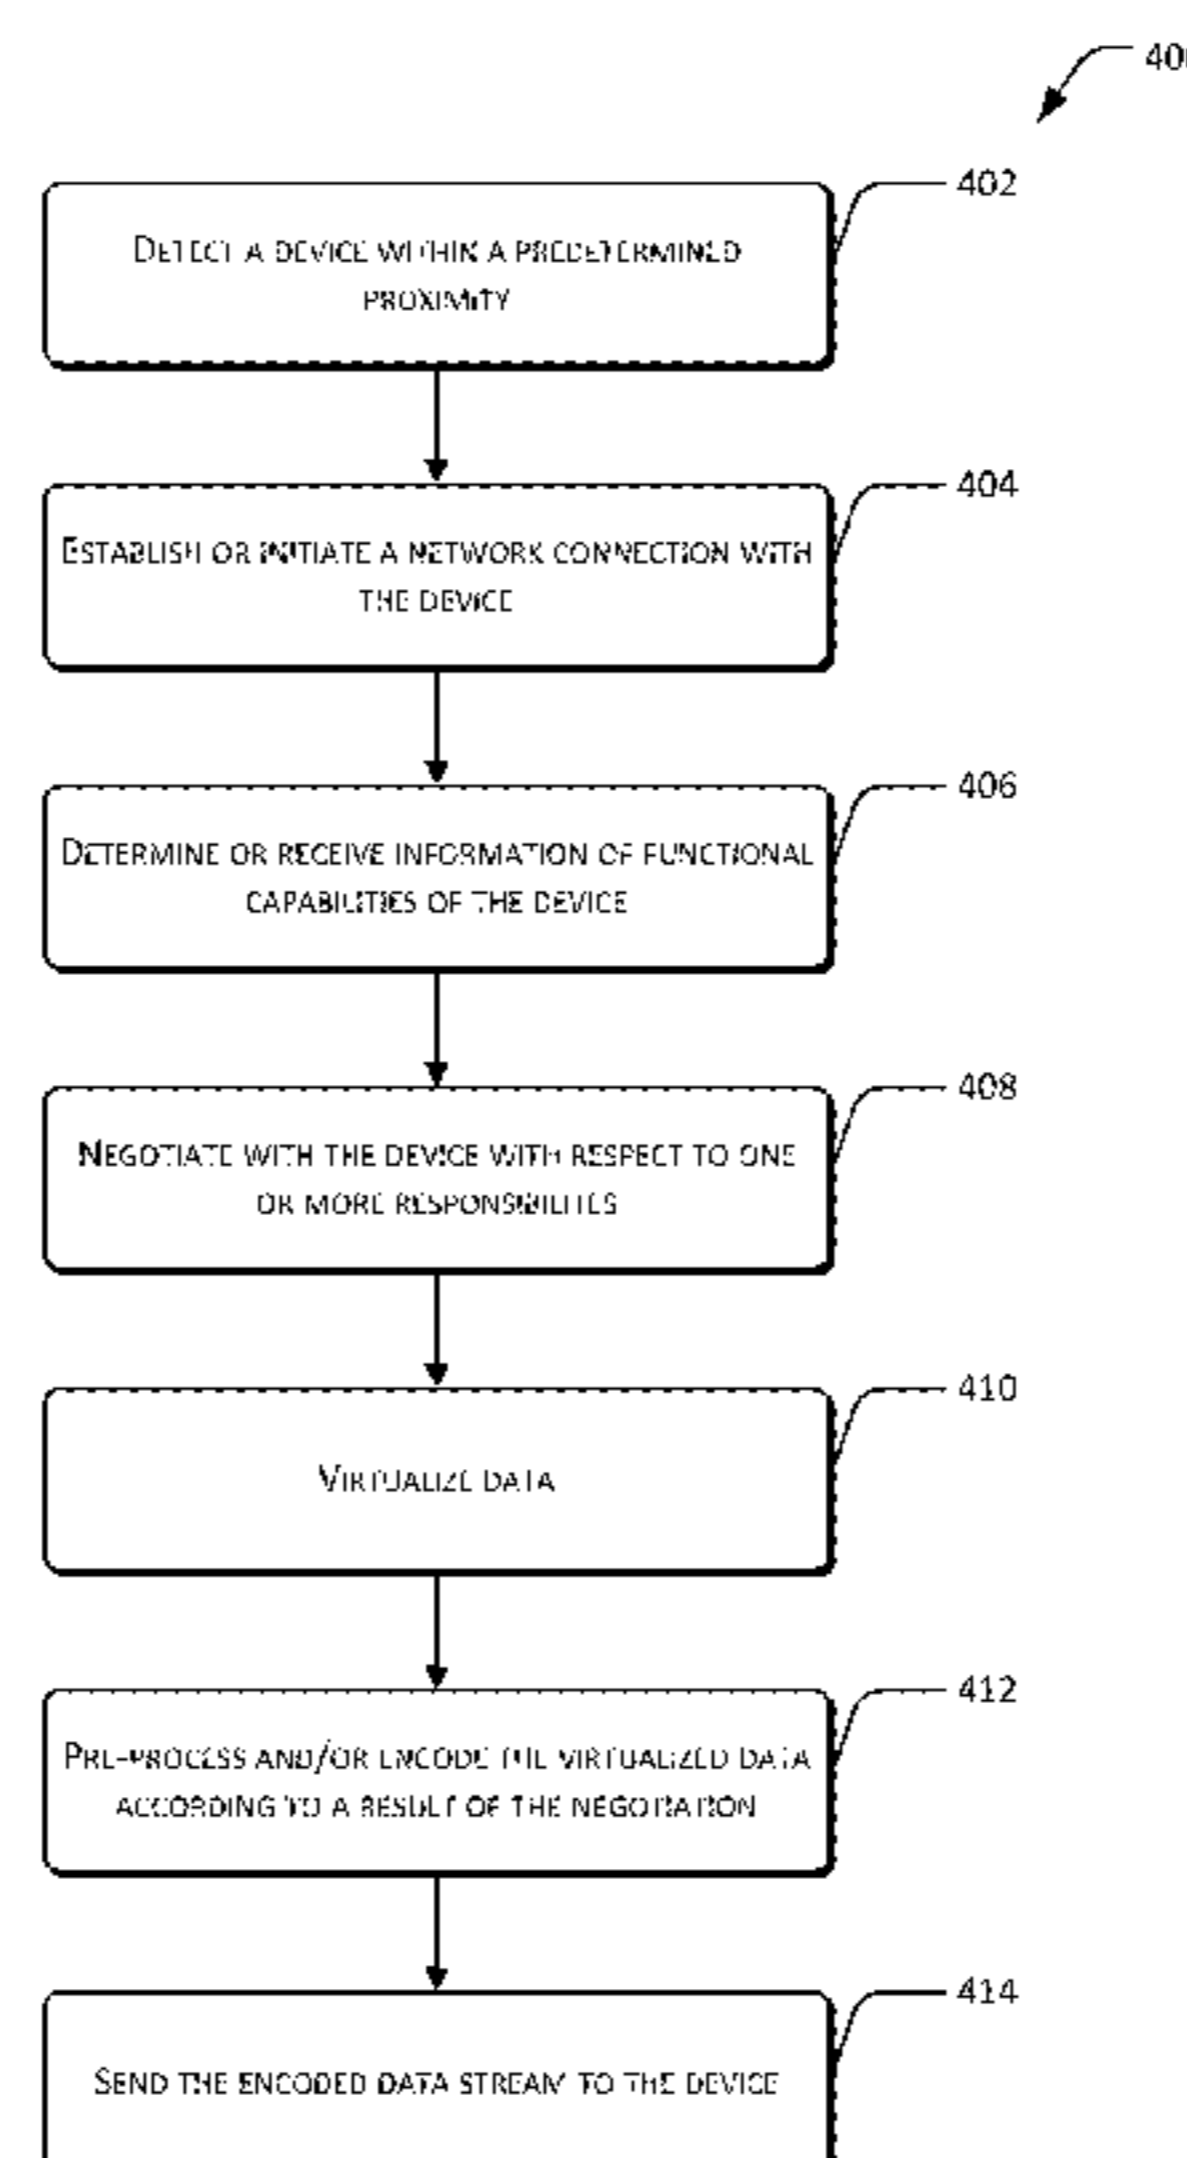 402
DETECT A DEVICE WITHIN A PREDETERMINED
PROXIMITY
404
ESTABLISH OR INITIATE A NETWORK CONNECTION WITH
THE DEVICE
406
DETERMINE OR RECEIVE INFORMATION OF FUNCTIONAL
CAPABILITIES OF THE DEVICE
408
NEGOTIATE WITH THE DEVICE WITH RESPECT TO ONE
OR MORE RESPONSIBILITIES
410
VIRTUALIZE DATA
412
PRE-PROCESS AND/OR ENCODE THE VIRTUALIZED DATA
ACCORDING TO A RESULT OF THE NEGOTIATION
414
SEND THE ENCODED DATA STREAM TO THE DEVICE